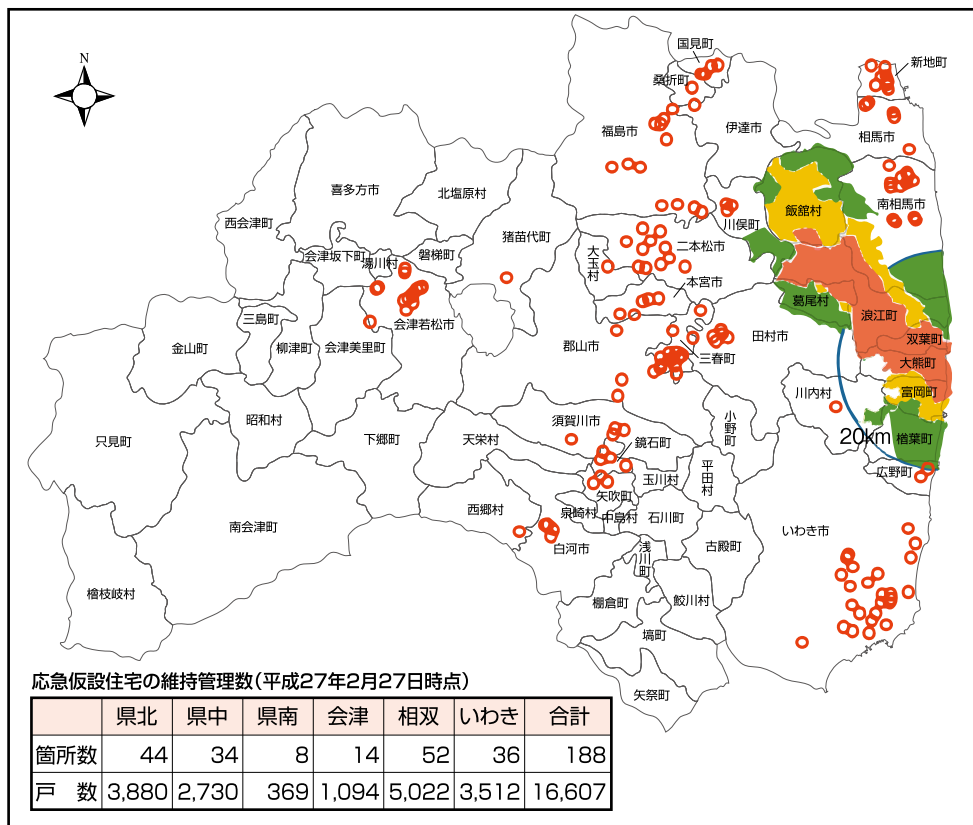 N
国見町
新地町
桑折町
福島市
伊達市
相馬市
喜多方市
北塩原村
飯舘村
南相馬市
西会津町
猪苗代町
川俣町
会津坂下町
湯川村
磐梯町
大玉村
二本松市
本宮市
葛尾村
浪江町
三島町
会津若松市
双葉町
金山町
柳津町
会津美里町
郡山市
三春町
田村市
大熊町
川内村
富岡町
昭和村
須賀川市
小野町
只見町
下郷町
天栄村
鏡石町
20km
楢葉町
平田村
広野町
玉川村
矢吹町
西郷村
泉崎村
中島村
石川町
南会津町
いわき市
白河市
浅川町
古殿町
檜枝岐村
棚倉町
鮫川村
塙町
矢祭町
応急仮設住宅の維持管理数(平成27年2月27日時点)
県北 県中 県南 会津 相双 いわき 合計
箇所数 44 34 8 14 52 36 188
戸 数 3,880 2,730 369 1,094 5,022 3,512 16,607